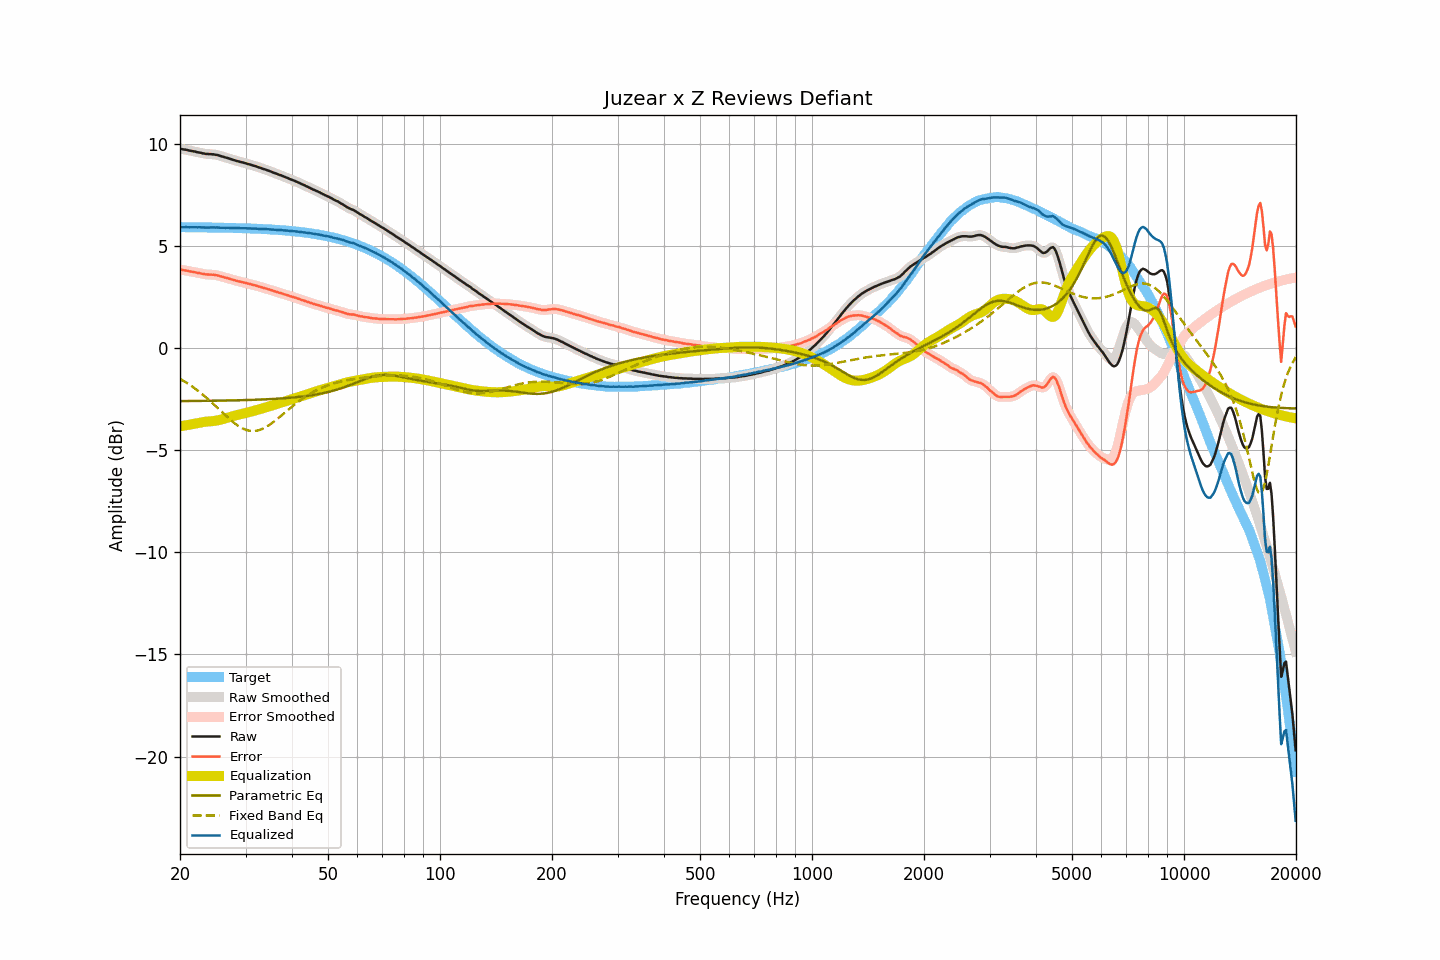 Juzear x Z Reviews Defiant
Amplitude (dBr)
10
5
0
−5
−10
−15
−20
Target
Raw Smoothed
Error Smoothed
Raw
Error
Equalization
Parametric Eq
Fixed Band Eq
Equalized
20 50 100 200 500 1000 2000 5000 10000 20000
Frequency (Hz)